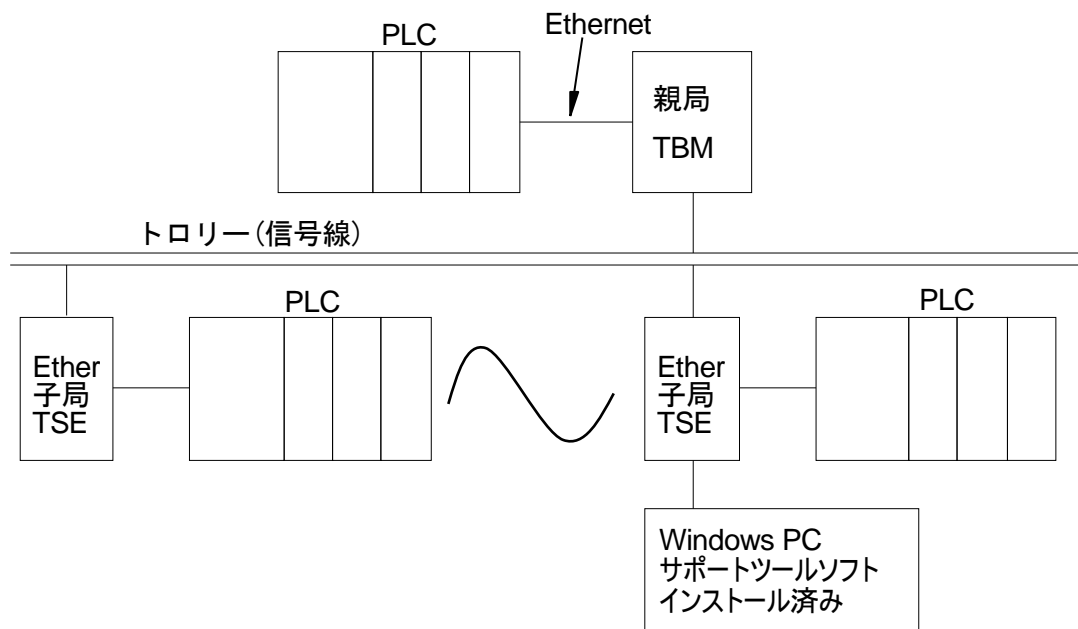 Ethernet
PLC
親局
TBM
トロリー(信号線)
PLC
PLC
Ether
子局
TSE
Ether
子局
TSE
Windows PC
サポートツールソフト
インストール済み